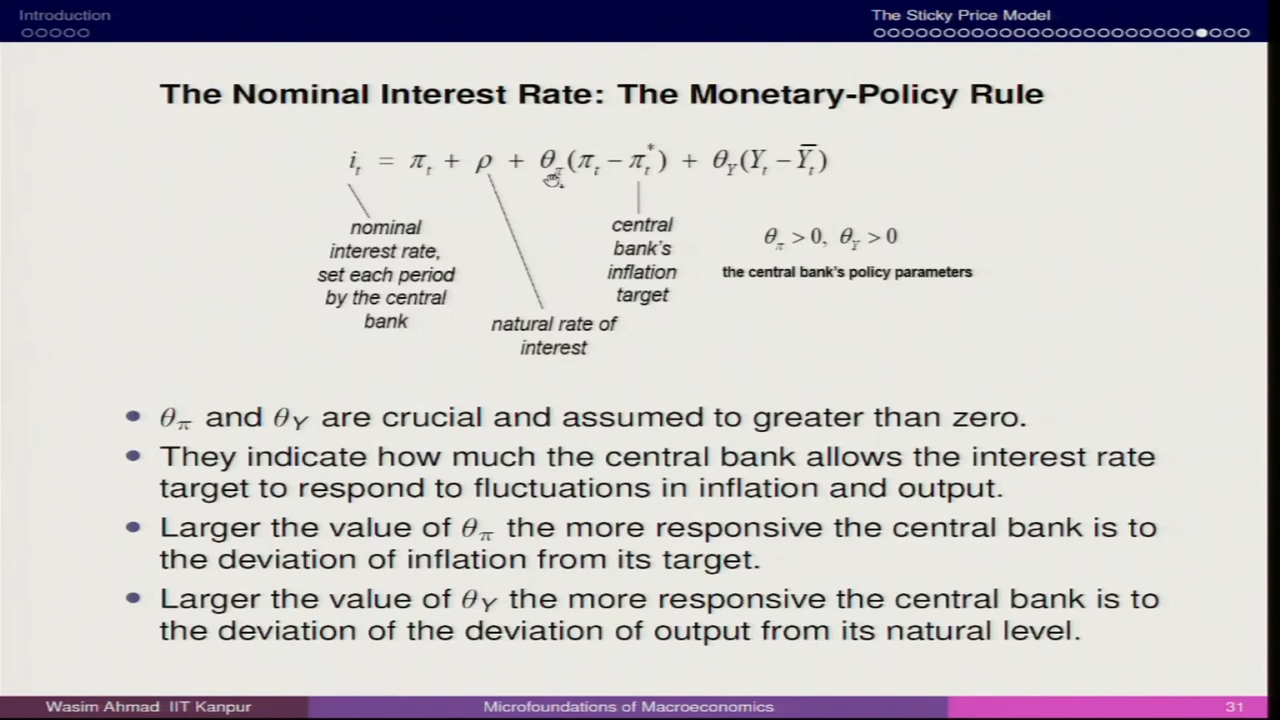 Introduction
The Sticky Price Model
The Nominal Interest Rate: The Monetary-Policy Rule
i_t = π_t + ρ + θ_π(π_t − π_t^*) + θ_Y(Y_t − Y̅_t)
nominal
interest rate,
set each period
by the central
bank
natural rate of
interest
central
bank's
inflation
target
θ_π > 0, θ_Y > 0
the central bank's policy parameters
θ_π and θ_Y are crucial and assumed to greater than zero.
They indicate how much the central bank allows the interest rate
target to respond to fluctuations in inflation and output.
Larger the value of θ_π the more responsive the central bank is to
the deviation of inflation from its target.
Larger the value of θ_Y the more responsive the central bank is to
the deviation of the deviation of output from its natural level.
Wasim Ahmad IIT Kanpur
Microfoundations of Macroeconomics
31